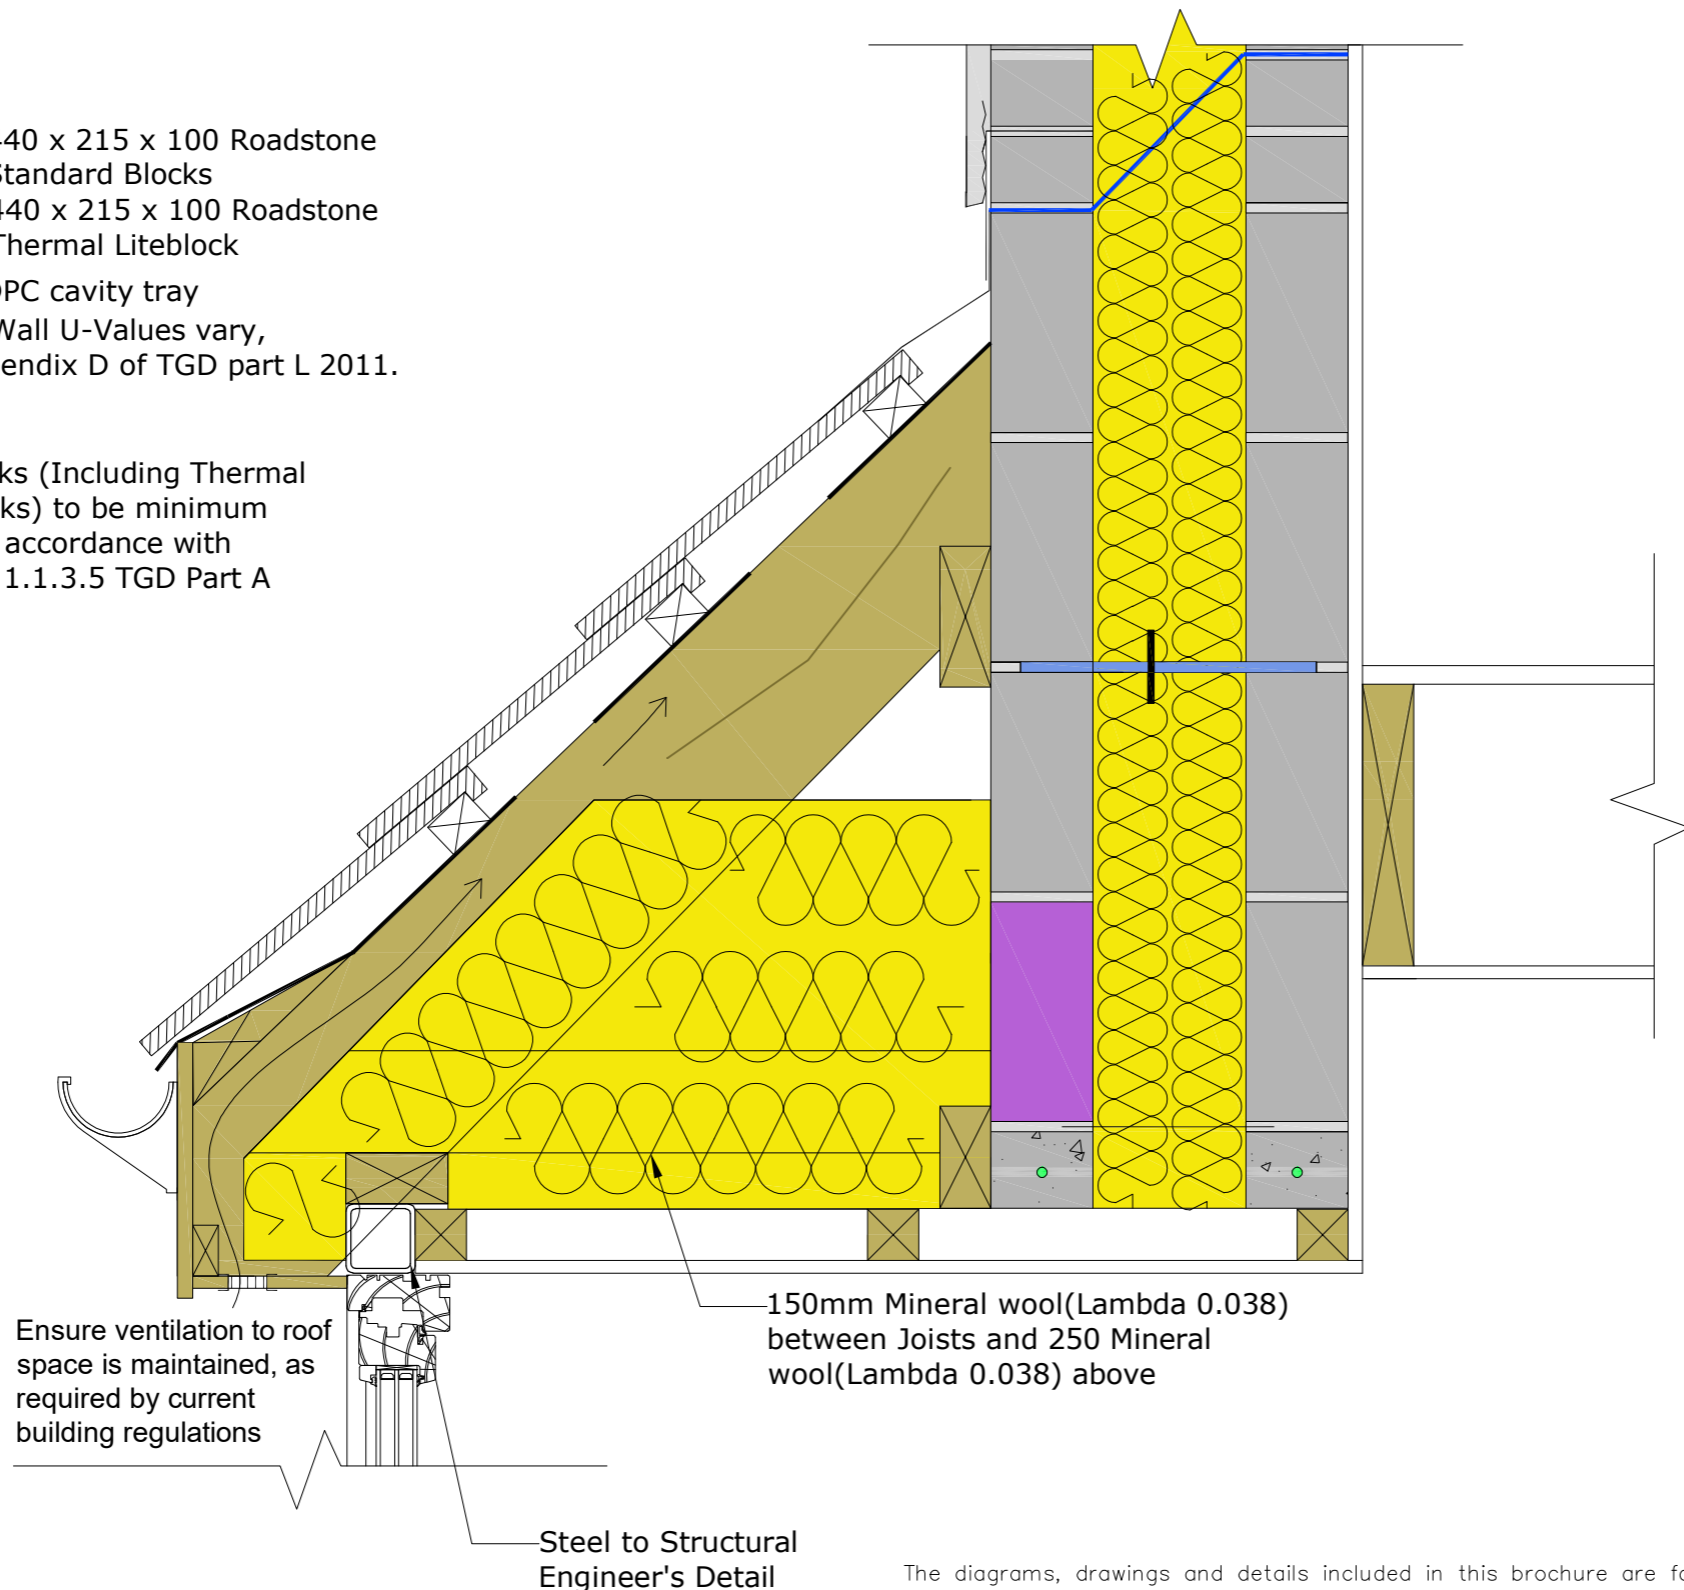 440 x 215 x 100 Roadstone
Standard Blocks
440 x 215 x 100 Roadstone
Thermal Liteblock
DPC cavity tray
Wall U-Values vary,
endix D of TGD part L 2011.
ks (Including Thermal
ks) to be minimum
accordance with
1.1.3.5 TGD Part A
Ensure ventilation to roof
space is maintained, as
required by current
building regulations
150mm Mineral wool(Lambda 0.038)
between Joists and 250 Mineral
wool(Lambda 0.038) above
Steel to Structural
Engineer's Detail
The diagrams, drawings and details included in this brochure are fo